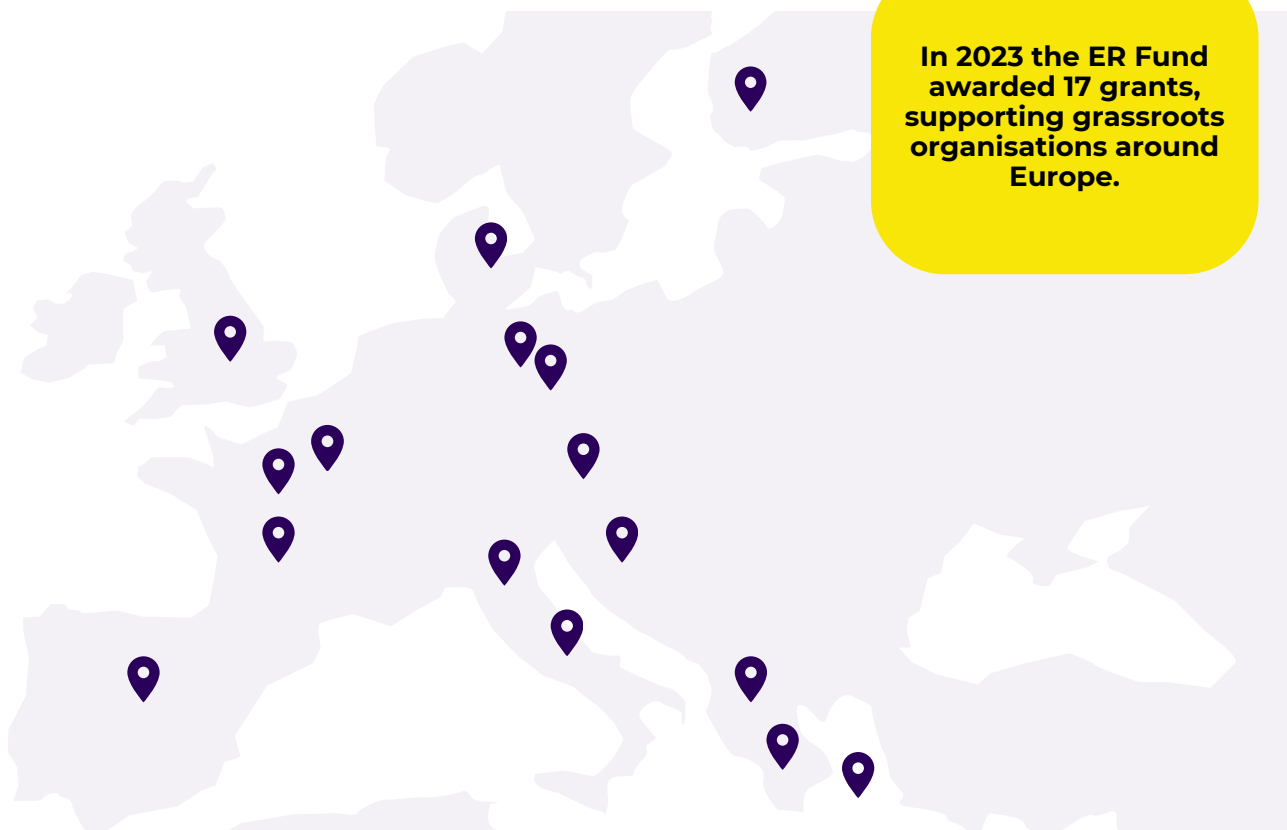 In 2023 the ER Fund
awarded 17 grants,
supporting grassroots
organisations around
Europe.